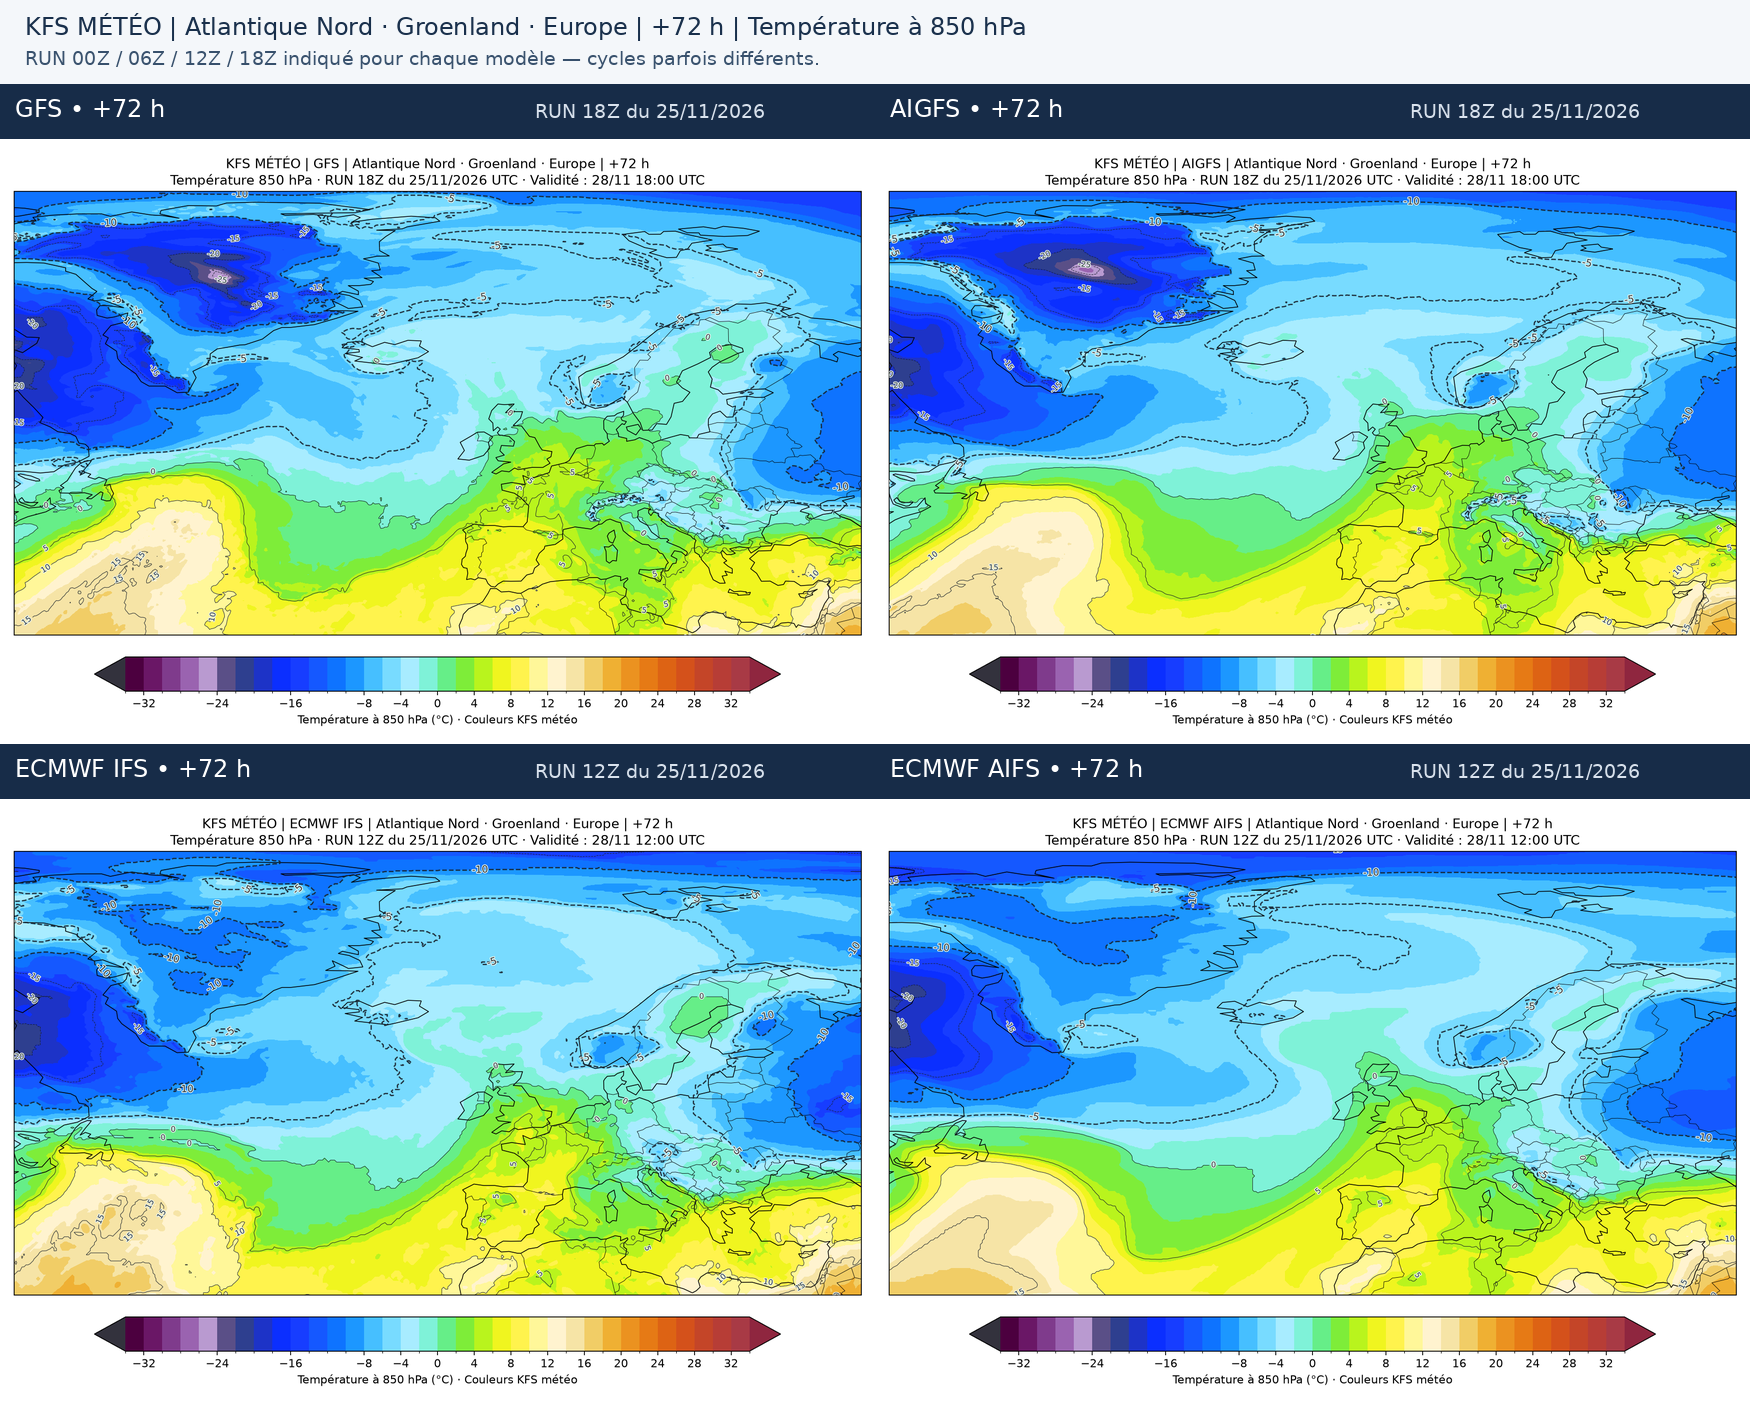 KFS MÉTÉO | Atlantique Nord · Groenland · Europe | +72 h | Température à 850 hPa
RUN 00Z / 06Z / 12Z / 18Z indiqué pour chaque modèle — cycles parfois différents.
GFS • +72 h
RUN 18Z du 25/11/2026
AIGFS • +72 h
RUN 18Z du 25/11/2026
KFS MÉTÉO | GFS | Atlantique Nord · Groenland · Europe | +72 h
Température 850 hPa · RUN 18Z du 25/11/2026 UTC · Validité : 28/11 18:00 UTC
KFS MÉTÉO | AIGFS | Atlantique Nord · Groenland · Europe | +72 h
Température 850 hPa · RUN 18Z du 25/11/2026 UTC · Validité : 28/11 18:00 UTC
−32 −24 −16 −8 −4 0 4 8 12 16 20 24 28 32
Température à 850 hPa (°C) · Couleurs KFS météo
−32 −24 −16 −8 −4 0 4 8 12 16 20 24 28 32
Température à 850 hPa (°C) · Couleurs KFS météo
ECMWF IFS • +72 h
RUN 12Z du 25/11/2026
ECMWF AIFS • +72 h
RUN 12Z du 25/11/2026
KFS MÉTÉO | ECMWF IFS | Atlantique Nord · Groenland · Europe | +72 h
Température 850 hPa · RUN 12Z du 25/11/2026 UTC · Validité : 28/11 12:00 UTC
KFS MÉTÉO | ECMWF AIFS | Atlantique Nord · Groenland · Europe | +72 h
Température 850 hPa · RUN 12Z du 25/11/2026 UTC · Validité : 28/11 12:00 UTC
−32 −24 −16 −8 −4 0 4 8 12 16 20 24 28 32
Température à 850 hPa (°C) · Couleurs KFS météo
−32 −24 −16 −8 −4 0 4 8 12 16 20 24 28 32
Température à 850 hPa (°C) · Couleurs KFS météo